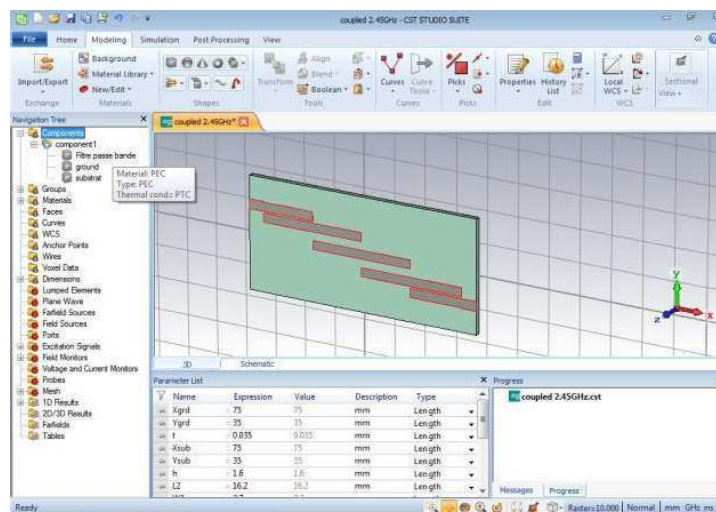 coupled 2.45GHz - CST STUDIO SUITE
File Home Modeling Simulation Post Processing View
Import/Export
Background
Material Library
New/Edit
Transform
Align
Blend
Boolean
Curves
Curve Tools
Picks
Properties
History List
Local WCS
Sectional View
Exchange Materials Shapes Tools Curves Picks Edit WCS
Navigation Tree
coupled 2.45GHz*
Components
component1
Filtre passe bande
ground
substrat
Material: PEC
Type: PEC
Thermal cond.: PTC
Groups
Materials
Faces
Curves
WCS
Anchor Points
Wires
Voxel Data
Dimensions
Lumped Elements
Plane Wave
Farfield Sources
Field Sources
Ports
Excitation Signals
Field Monitors
Voltage and Current Monitors
Probes
Mesh
1D Results
2D/3D Results
Farfields
Tables
y
x
z
3D Schematic
Parameter List
Name Expression Value Description Type
Xgrd = 75 75 mm Length
Ygrd = 35 35 mm Length
t = 0.035 0.035 mm Length
Xsub = 75 75 mm Length
Ysub = 35 35 mm Length
h = 1.6 1.6 mm Length
L2 = 16.2 16.2 mm Length
Progress
coupled 2.45GHz.cst
Messages Progress
Ready
Raster=10.000 Normal mm GHz ns